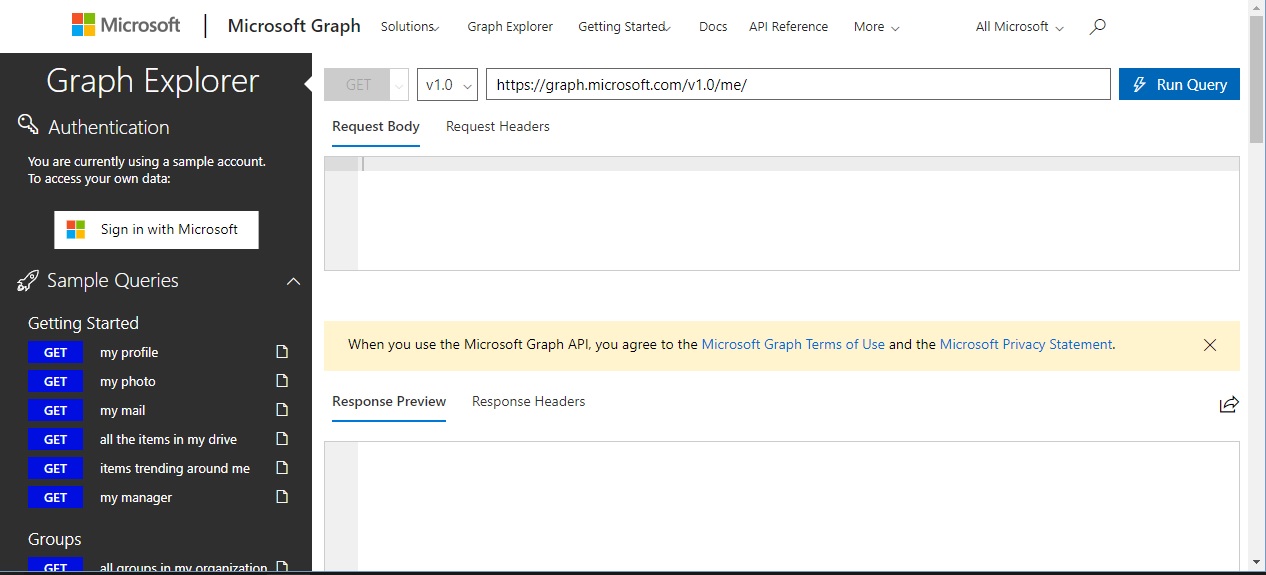 Microsoft | Microsoft Graph Solutions Graph Explorer Getting Started Docs API Reference More All Microsoft
Graph Explorer
Authentication
You are currently using a sample account.
To access your own data:
Sign in with Microsoft
Sample Queries
Getting Started
GET my profile
GET my photo
GET my mail
GET all the items in my drive
GET items trending around me
GET my manager
Groups
GET all groups in my organization
GET v1.0 https://graph.microsoft.com/v1.0/me/ Run Query
Request Body Request Headers
When you use the Microsoft Graph API, you agree to the Microsoft Graph Terms of Use and the Microsoft Privacy Statement.
Response Preview Response Headers